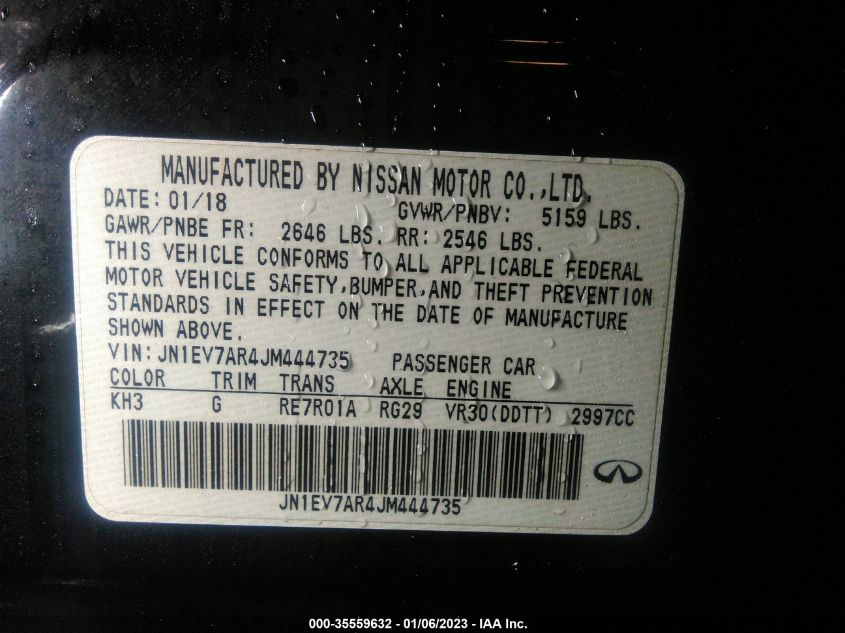 MANUFACTURED BY NISSAN MOTOR CO.,LTD.
DATE: 01/18 GVWR/PNBV: 5159 LBS.
GAWR/PNBE FR: 2646 LBS. RR: 2546 LBS.
THIS VEHICLE CONFORMS TO ALL APPLICABLE FEDERAL
MOTOR VEHICLE SAFETY,BUMPER,AND THEFT PREVENTION
STANDARDS IN EFFECT ON THE DATE OF MANUFACTURE
SHOWN ABOVE.
VIN:JN1EV7AR4JM444735 PASSENGER CAR
COLOR TRIM TRANS AXLE ENGINE
KH3 G RE7R01A RG29 VR30(DDTT) 2997CC
JN1EV7AR4JM444735
000-35559632 - 01/06/2023 - IAA Inc.